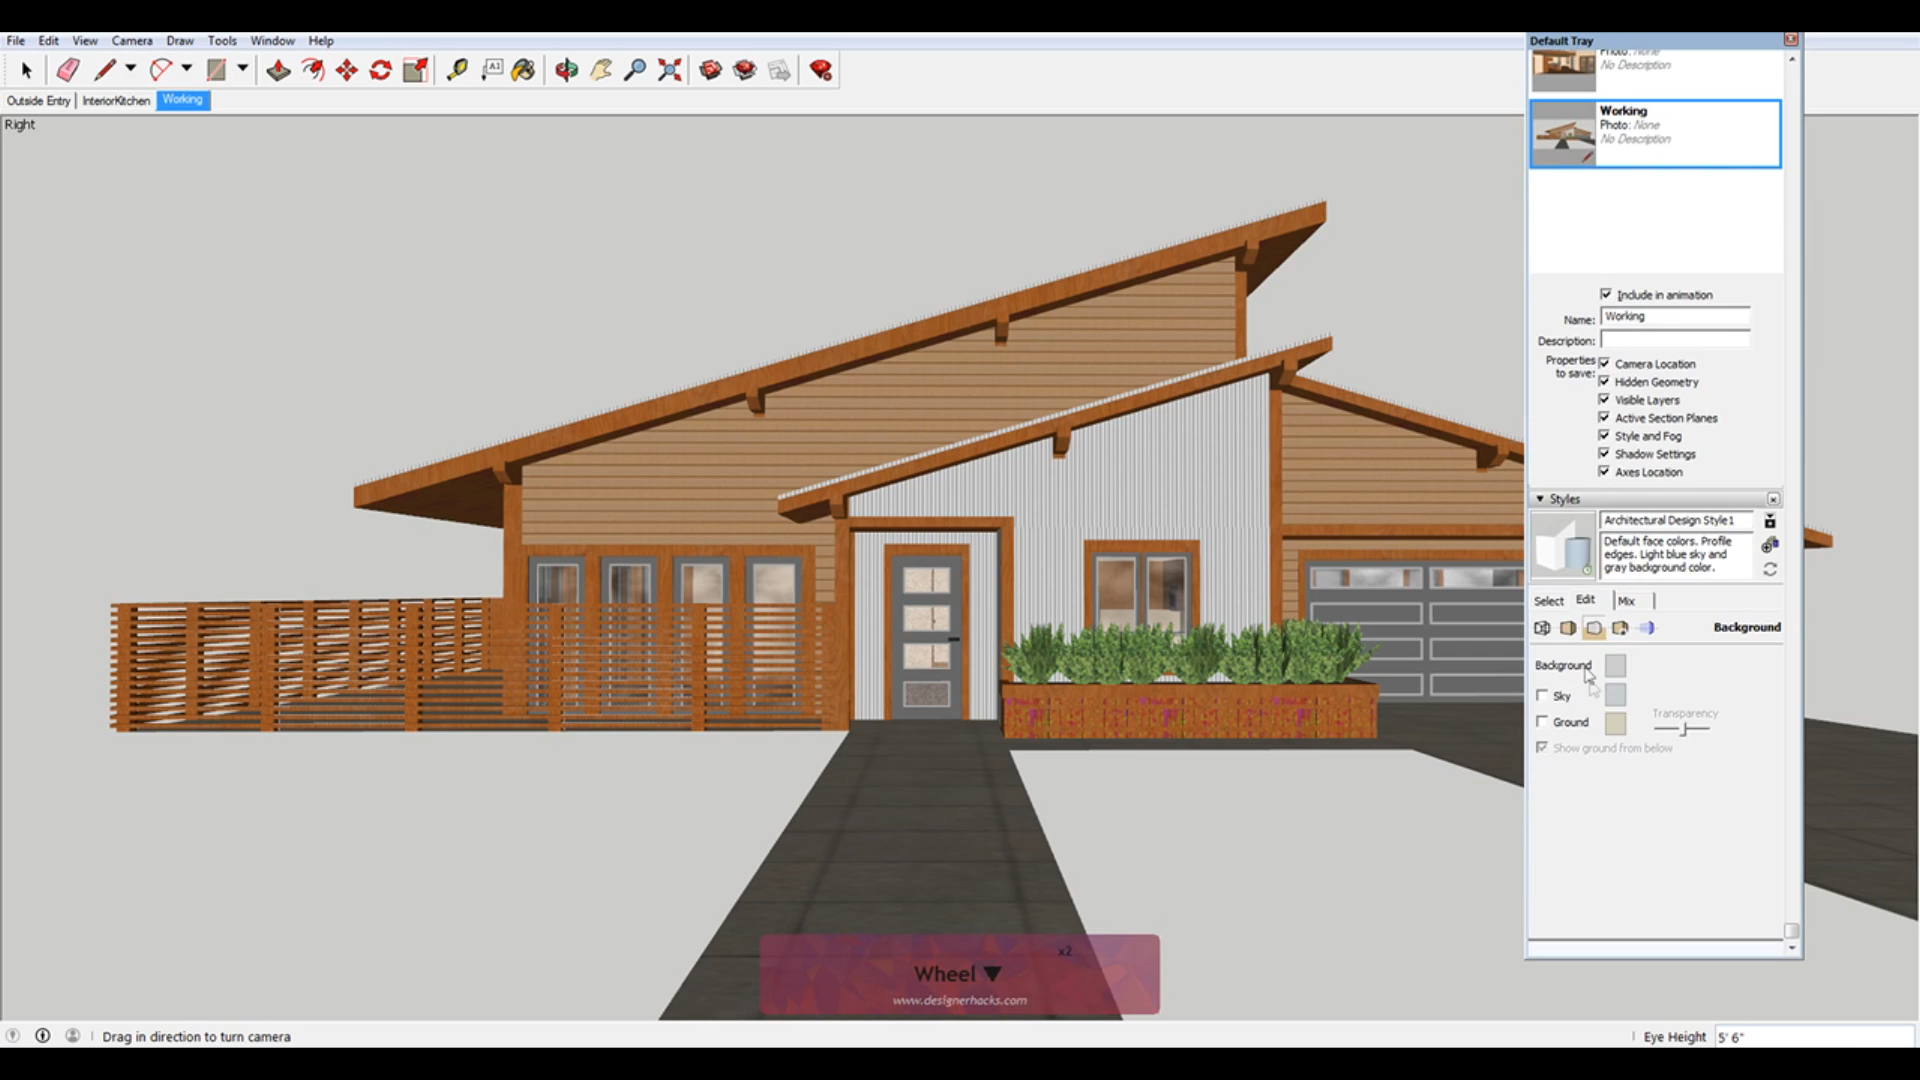 File Edit View Camera Draw Tools Window Help
Default Tray
Outside Entry InteriorKitchen Working
Right
Photo: None
No Description
Working
Photo: None
No Description
Include in animation
Name: Working
Description:
Properties to save:
Camera Location
Hidden Geometry
Visible Layers
Active Section Planes
Style and Fog
Shadow Settings
Axes Location
Styles
Architectural Design Style1
Default face colors. Profile
edges. Light blue sky and
gray background color.
Select Edit Mix
Background
Background
Sky
Ground
Transparency
Show ground from below
x2
Wheel ▼
www.designerhacks.com
Drag in direction to turn camera
Eye Height 5' 6"